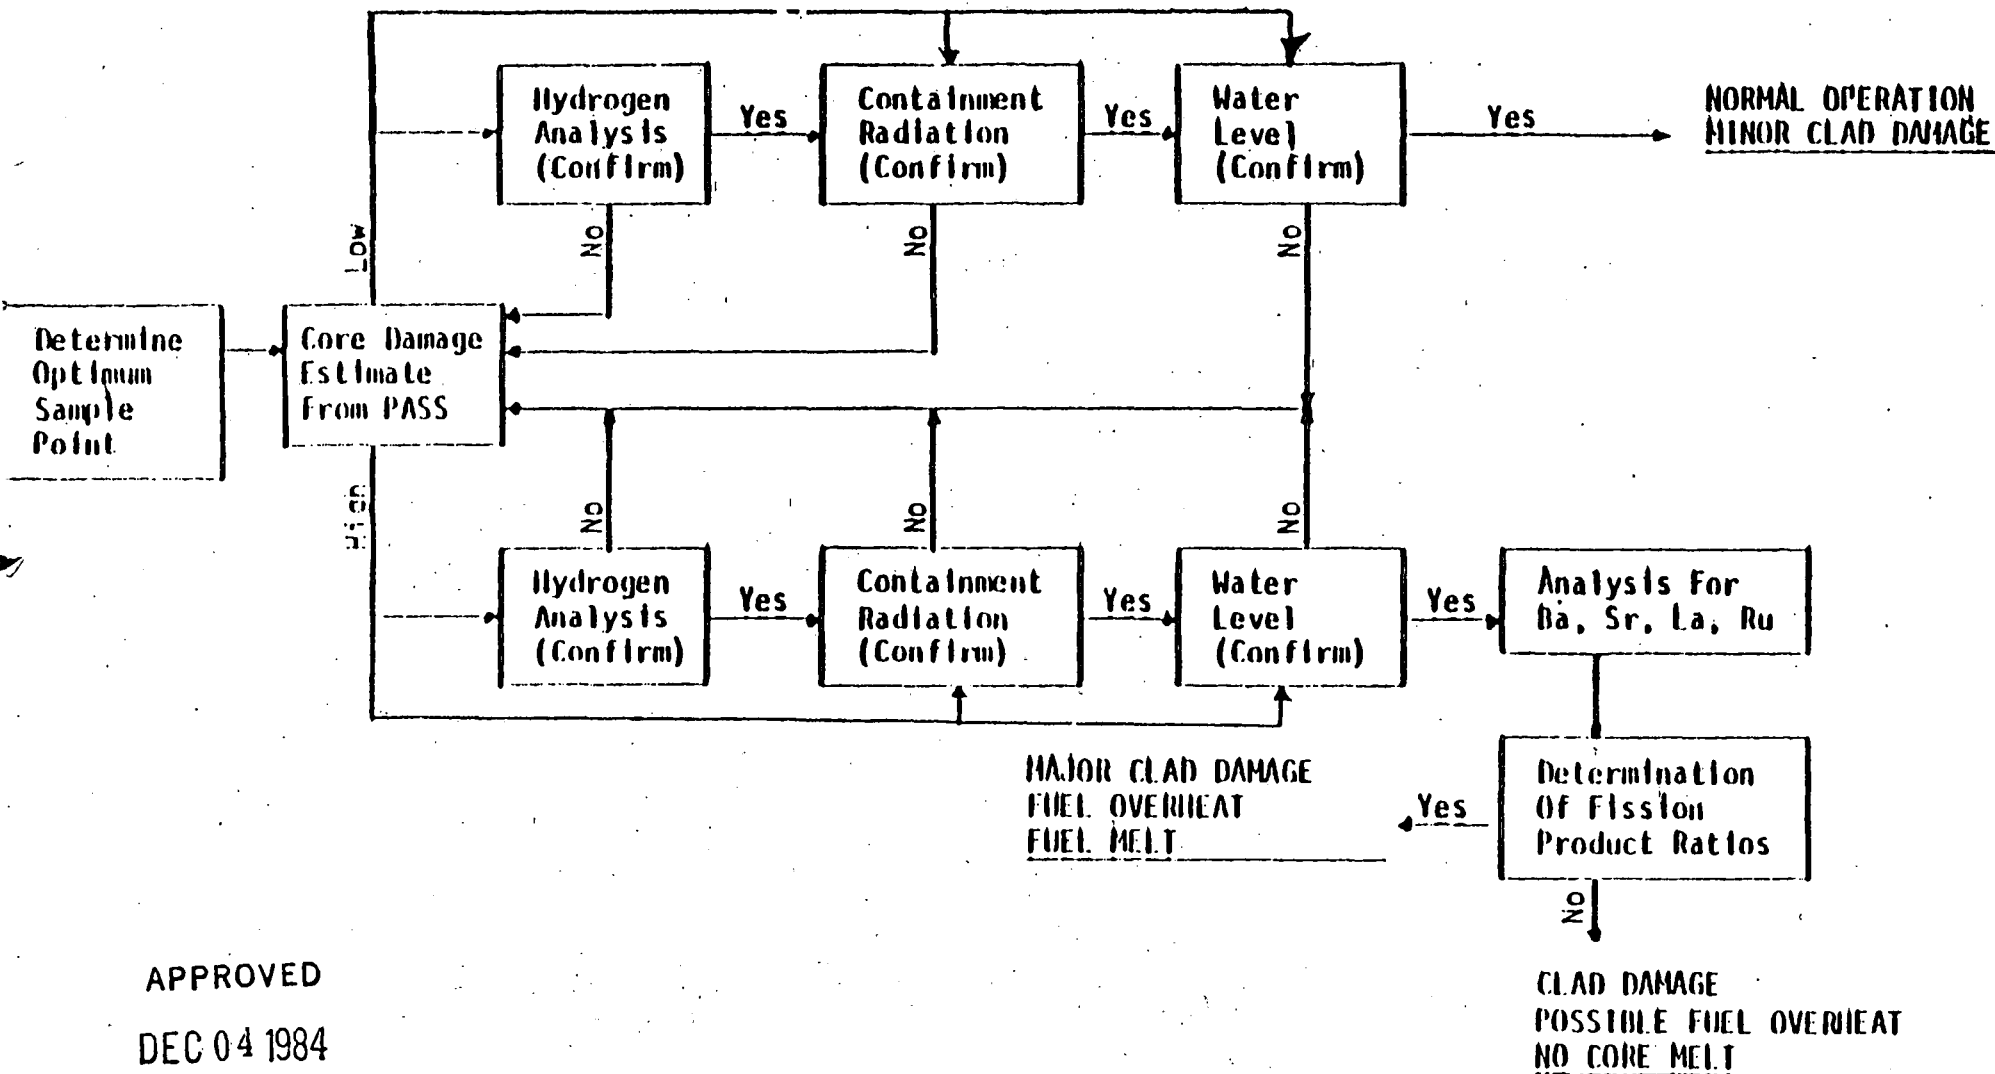 Hydrogen
Analysis
(Confirm)
Yes
Containment
Radiation
(Confirm)
Yes
Water
Level
(Confirm)
Yes
NORMAL OPERATION
MINOR CLAD DAMAGE
Low
No
No
No
Determine
Optimum
Sample
Point
Core Damage
Estimate
From PASS
High
No
No
No
Hydrogen
Analysis
(Confirm)
Yes
Containment
Radiation
(Confirm)
Yes
Water
Level
(Confirm)
Yes
Analysis For
Ba, Sr, La, Ru
Determination
Of Fission
Product Ratios
Yes
MAJOR CLAD DAMAGE
FUEL OVERHEAT
FUEL MELT
No
CLAD DAMAGE
POSSIBLE FUEL OVERHEAT
NO CORE MELT
APPROVED
DEC 04 1984